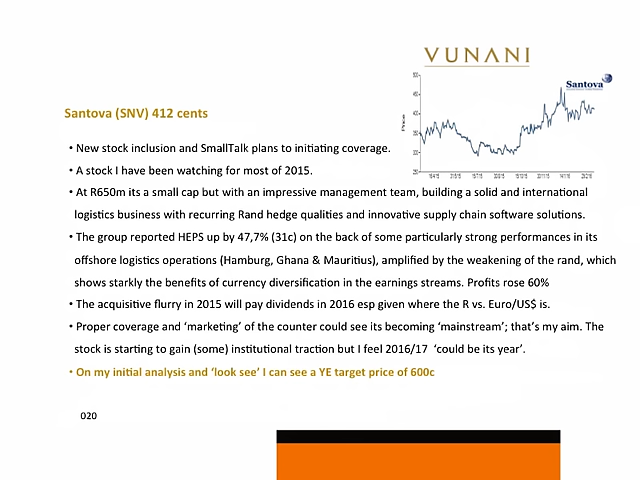 VUNANI
Santova
Price
Santova (SNV) 412 cents
• New stock inclusion and SmallTalk plans to initiating coverage.
• A stock I have been watching for most of 2015.
• At R650m its a small cap but with an impressive management team, building a solid and international
logistics business with recurring Rand hedge qualities and innovative supply chain software solutions.
• The group reported HEPS up by 47,7% (31c) on the back of some particularly strong performances in its
offshore logistics operations (Hamburg, Ghana & Mauritius), amplified by the weakening of the rand, which
shows starkly the benefits of currency diversification in the earnings streams. Profits rose 60%
• The acquisitive flurry in 2015 will pay dividends in 2016 esp given where the R vs. Euro/US$ is.
• Proper coverage and ‘marketing’ of the counter could see its becoming ‘mainstream’; that’s my aim. The
stock is starting to gain (some) institutional traction but I feel 2016/17 ‘could be its year’.
• On my initial analysis and ‘look see’ I can see a YE target price of 600c
020